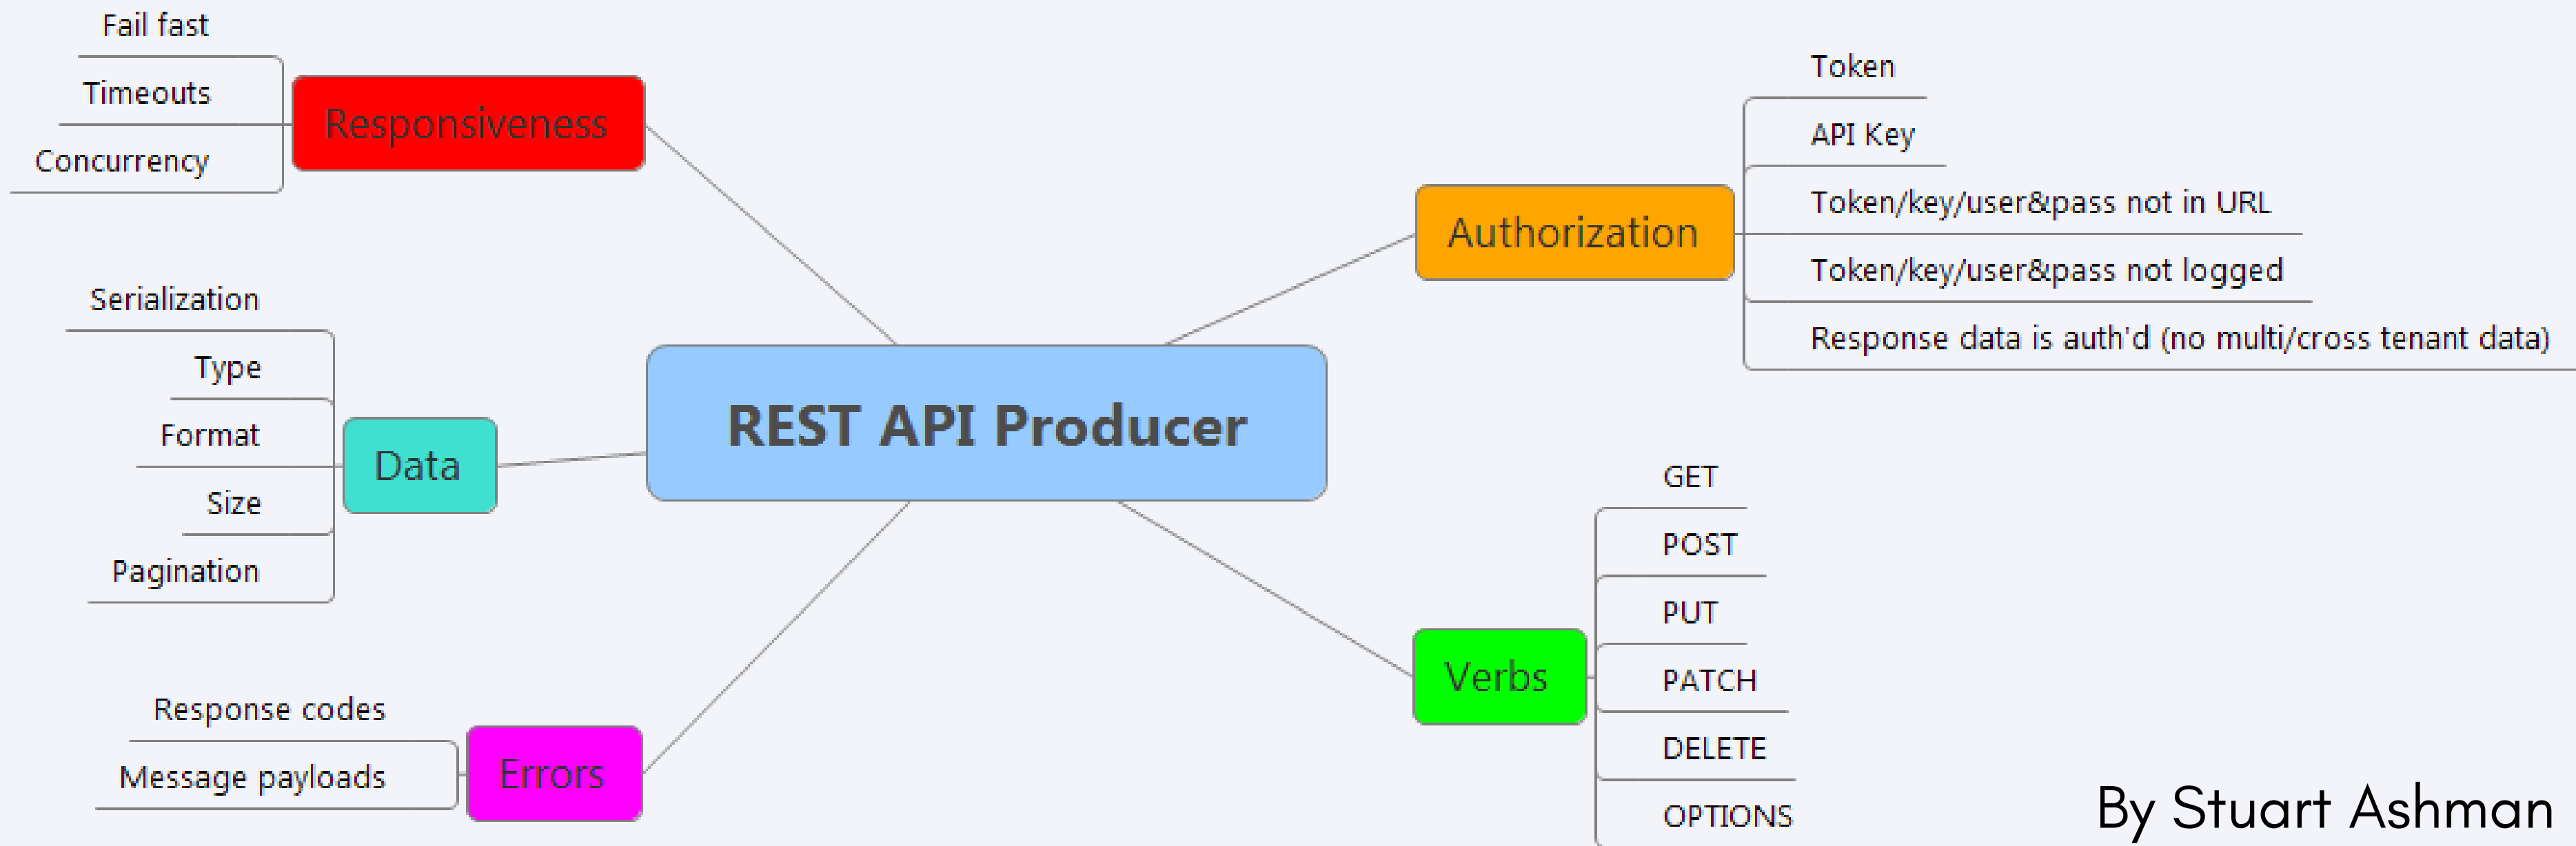 Fail fast
Timeouts
Concurrency
Responsiveness
Serialization
Type
Format
Size
Pagination
Data
Response codes
Message payloads
Errors
REST API Producer
Authorization
Token
API Key
Token/key/user&pass not in URL
Token/key/user&pass not logged
Response data is auth'd (no multi/cross tenant data)
Verbs
GET
POST
PUT
PATCH
DELETE
OPTIONS
By Stuart Ashman